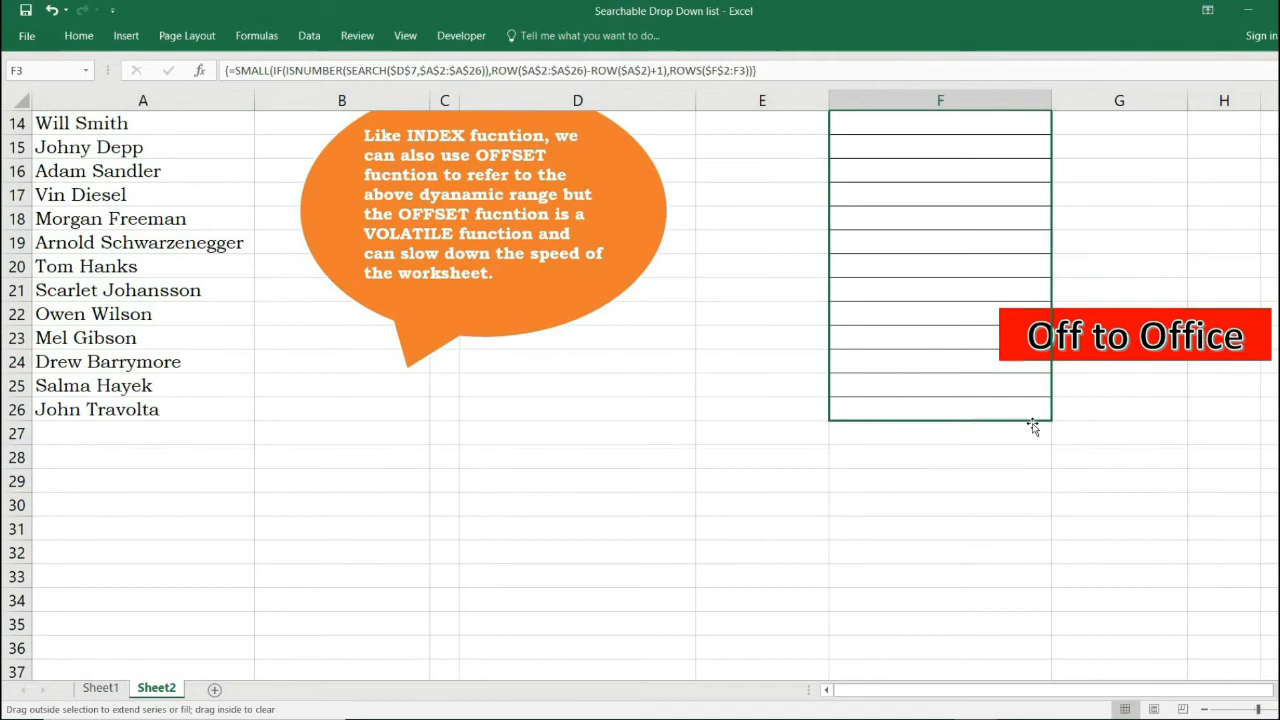 Searchable Drop Down list - Excel
File Home Insert Page Layout Formulas Data Review View Developer Tell me what you want to do... Sign in
F3 fx {=SMALL(IF(ISNUMBER(SEARCH($D$7,$A$2:$A$26)),ROW($A$2:$A$26)-ROW($A$2)+1),ROWS($F$2:F3))}
A B C D E F G H
14 Will Smith
15 Johny Depp
16 Adam Sandler
17 Vin Diesel
18 Morgan Freeman
19 Arnold Schwarzenegger
20 Tom Hanks
21 Scarlet Johansson
22 Owen Wilson
23 Mel Gibson
24 Drew Barrymore
25 Salma Hayek
26 John Travolta
27
28
29
30
31
32
33
34
35
36
37
Like INDEX fucntion, we
can also use OFFSET
fucntion to refer to the
above dyanamic range but
the OFFSET fucntion is a
VOLATILE function and
can slow down the speed of
the worksheet.
Off to Office
Sheet1 Sheet2
Drag outside selection to extend series or fill; drag inside to clear